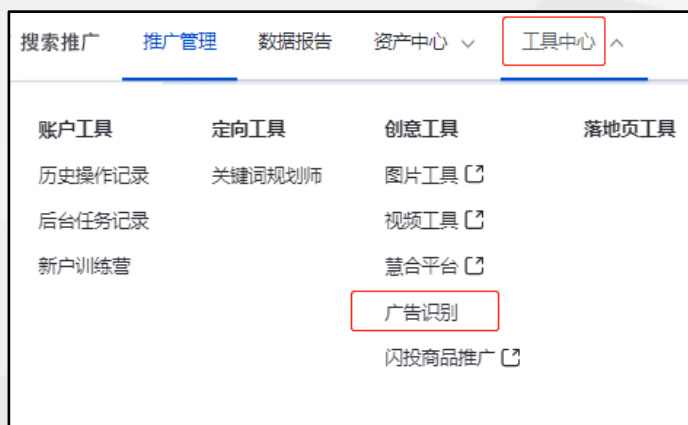 搜索推广 推广管理 数据报告 资产中心 工具中心
账户工具 定向工具 创意工具 落地页工具
历史操作记录 关键词规划师 图片工具
后台任务记录 视频工具
新户训练营 慧合平台
广告识别
闪投商品推广